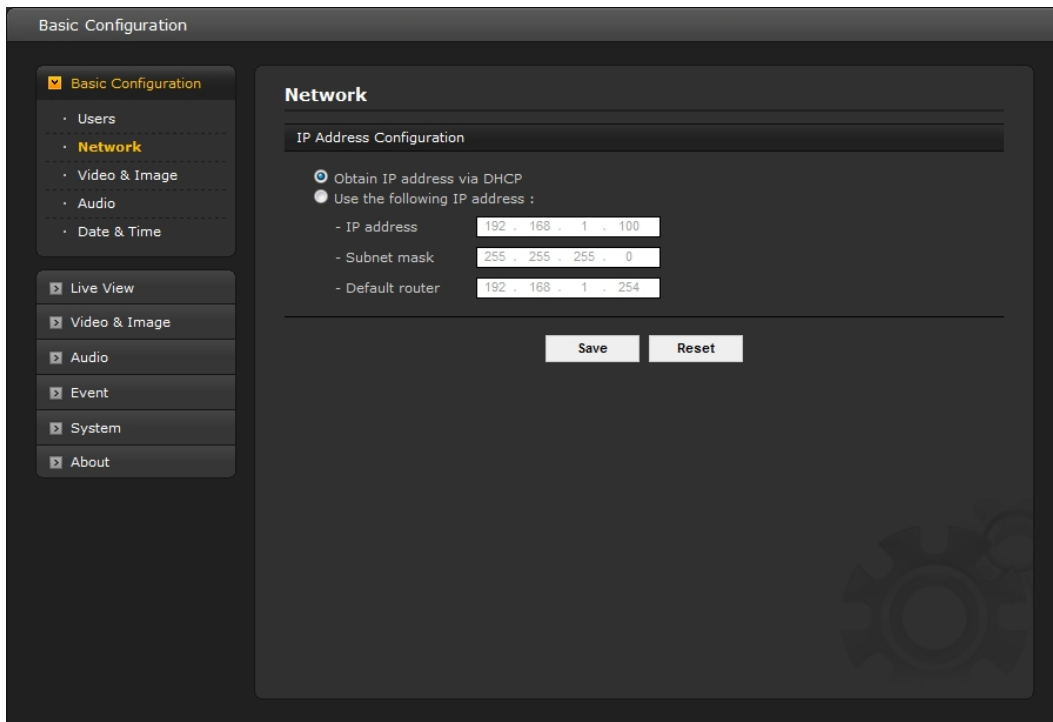 Basic Configuration
Basic Configuration
· Users
· Network
· Video & Image
· Audio
· Date & Time
Live View
Video & Image
Audio
Event
System
About
Network
IP Address Configuration
Obtain IP address via DHCP
Use the following IP address :
- IP address 192 . 168 . 1 . 100
- Subnet mask 255 . 255 . 255 . 0
- Default router 192 . 168 . 1 . 254
Save Reset